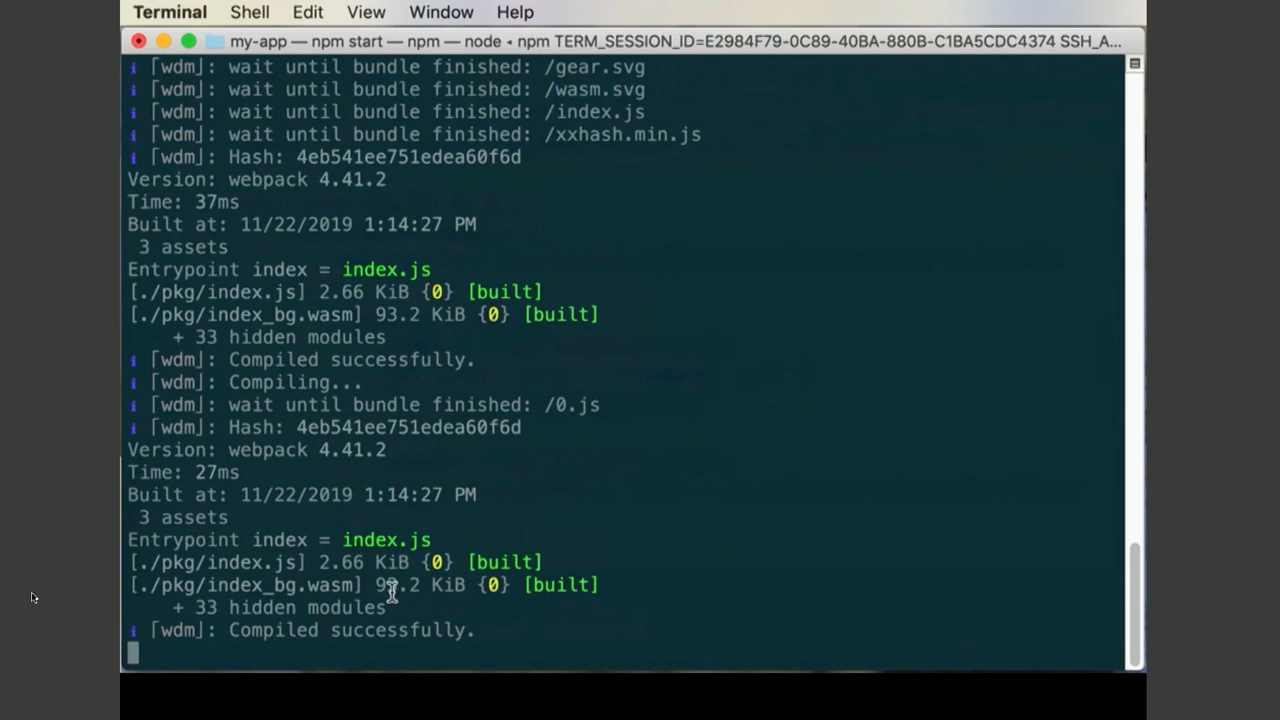 Terminal Shell Edit View Window Help
my-app — npm start — npm — node ◂ npm TERM_SESSION_ID=E2984F79-0C89-40BA-880B-C1BA5CDC4374 SSH_A...
i ｢wdm｣: wait until bundle finished: /gear.svg
i ｢wdm｣: wait until bundle finished: /wasm.svg
i ｢wdm｣: wait until bundle finished: /index.js
i ｢wdm｣: wait until bundle finished: /xxhash.min.js
i ｢wdm｣: Hash: 4eb541ee751edea60f6d
Version: webpack 4.41.2
Time: 37ms
Built at: 11/22/2019 1:14:27 PM
 3 assets
Entrypoint index = index.js
[./pkg/index.js] 2.66 KiB {0} [built]
[./pkg/index_bg.wasm] 93.2 KiB {0} [built]
    + 33 hidden modules
i ｢wdm｣: Compiled successfully.
i ｢wdm｣: Compiling...
i ｢wdm｣: wait until bundle finished: /0.js
i ｢wdm｣: Hash: 4eb541ee751edea60f6d
Version: webpack 4.41.2
Time: 27ms
Built at: 11/22/2019 1:14:27 PM
 3 assets
Entrypoint index = index.js
[./pkg/index.js] 2.66 KiB {0} [built]
[./pkg/index_bg.wasm] 93.2 KiB {0} [built]
    + 33 hidden modules
i ｢wdm｣: Compiled successfully.